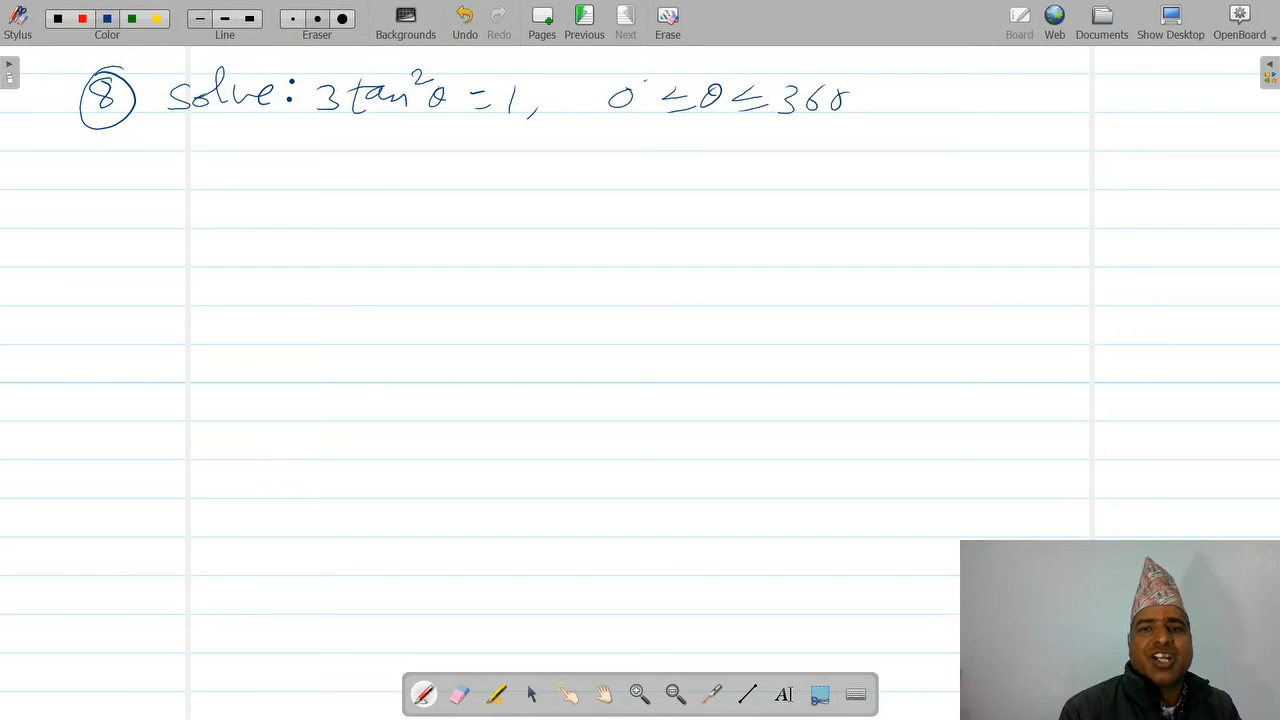 Stylus Color Line Eraser Backgrounds Undo Redo Pages Previous Next Erase Board Web Documents Show Desktop OpenBoard
8 solve: 3tan²θ = 1, 0° ≤ θ ≤ 360